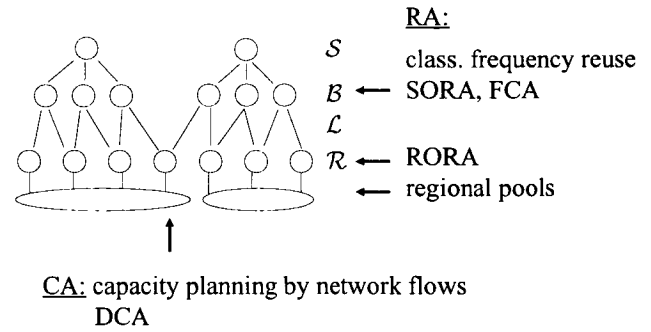 RA:
S
class. frequency reuse
B
SORA, FCA
L
R
RORA
regional pools
CA: capacity planning by network flows
DCA